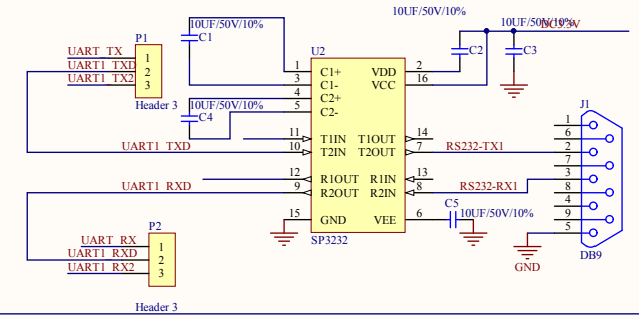 10UF/50V/10%
10UF/50V/10%
DC3.3V
P1
10UF/50V/10%
C1
C2
C3
UART_TX
1
UART1_TXD
2
UART1_TX2
3
Header 3
U2
1 C1+ VDD 2
3 C1- VCC 16
4 C2+
5 C2-
10UF/50V/10%
C4
J1
11 T1IN T1OUT 14
UART1_TXD 10 T2IN T2OUT 7 RS232-TX1
12 R1OUT R1IN 13
UART1_RXD 9 R2OUT R2IN 8 RS232-RX1
15 GND VEE 6
SP3232
C5
10UF/50V/10%
1
6
2
7
3
8
4
9
5
DB9
GND
P2
UART_RX 1
UART1_RXD 2
UART1_RX2 3
Header 3